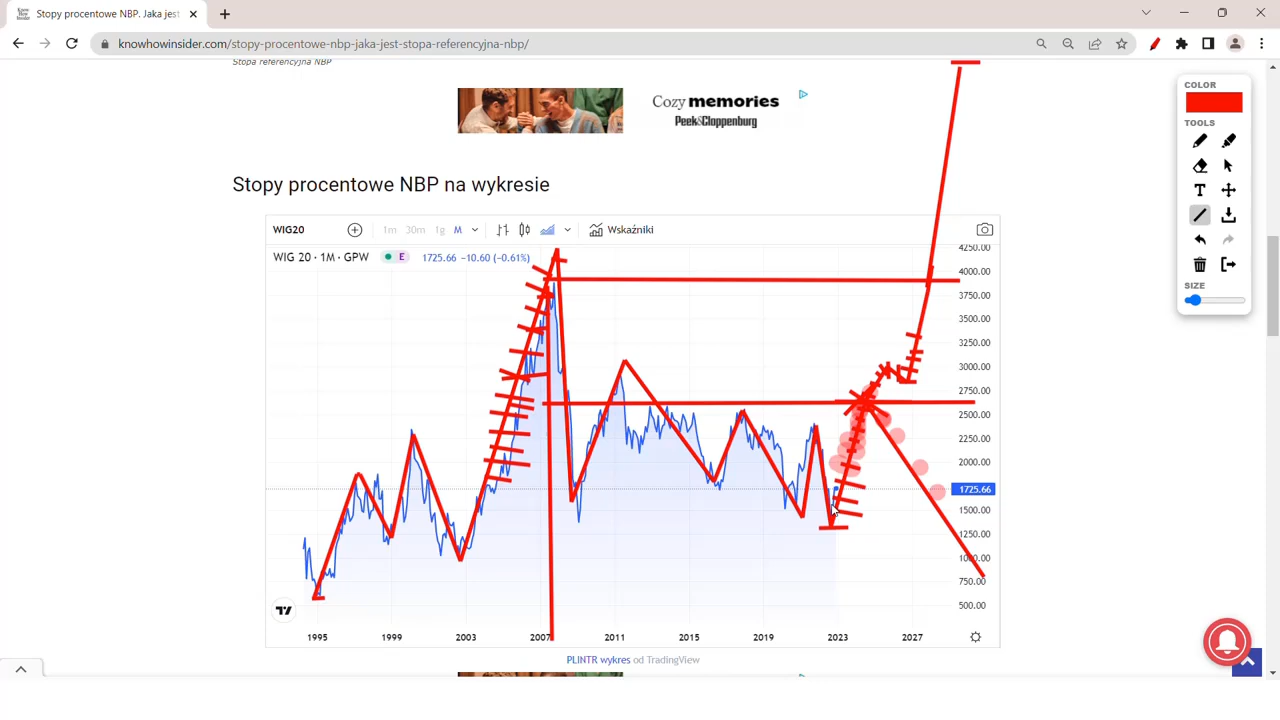 Know
How
Insider
Stopy procentowe NBP. Jaka jest
knowhowinsider.com/stopy-procentowe-nbp-jaka-jest-stopa-referencyjna-nbp/
Stopa referencyjna NBP
Cozy memories
Peek&Cloppenburg
COLOR
TOOLS
T
SIZE
Stopy procentowe NBP na wykresie
WIG20
1m 30m 1g M
Wskaźniki
WIG 20 · 1M · GPW
E
1725.66 −10.60 (−0.61%)
4250.00
4000.00
3750.00
3500.00
3250.00
3000.00
2750.00
2500.00
2250.00
2000.00
1725.66
1500.00
1250.00
1000.00
750.00
500.00
1995 1999 2003 2007 2011 2015 2019 2023 2027
PLINTR wykres od TradingView